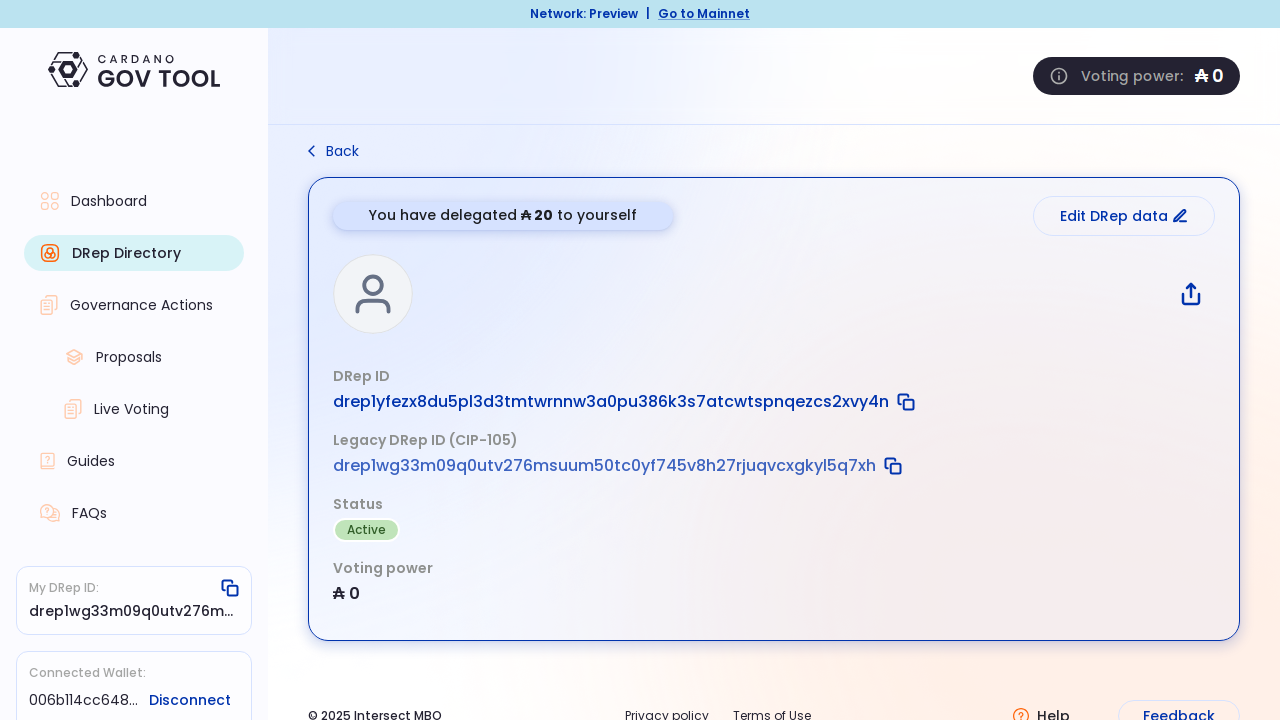 Network: Preview | Go to Mainnet
CARDANO
GOV TOOL
Voting power: ₳ 0
Back
Dashboard
DRep Directory
Governance Actions
Proposals
Live Voting
Guides
FAQs
My DRep ID:
drep1wg33m09q0utv276m...
Connected Wallet:
006b114cc648... Disconnect
You have delegated ₳ 20 to yourself
Edit DRep data
DRep ID
drep1yfezx8du5pl3d3tmtwrnnw3a0pu386k3s7atcwtspnqezcs2xvy4n
Legacy DRep ID (CIP-105)
drep1wg33m09q0utv276msuum50tc0yf745v8h27rjuqvcxgkyl5q7xh
Status
Active
Voting power
₳ 0
© 2025 Intersect MBO
Privacy policy
Terms of Use
Help
Feedback